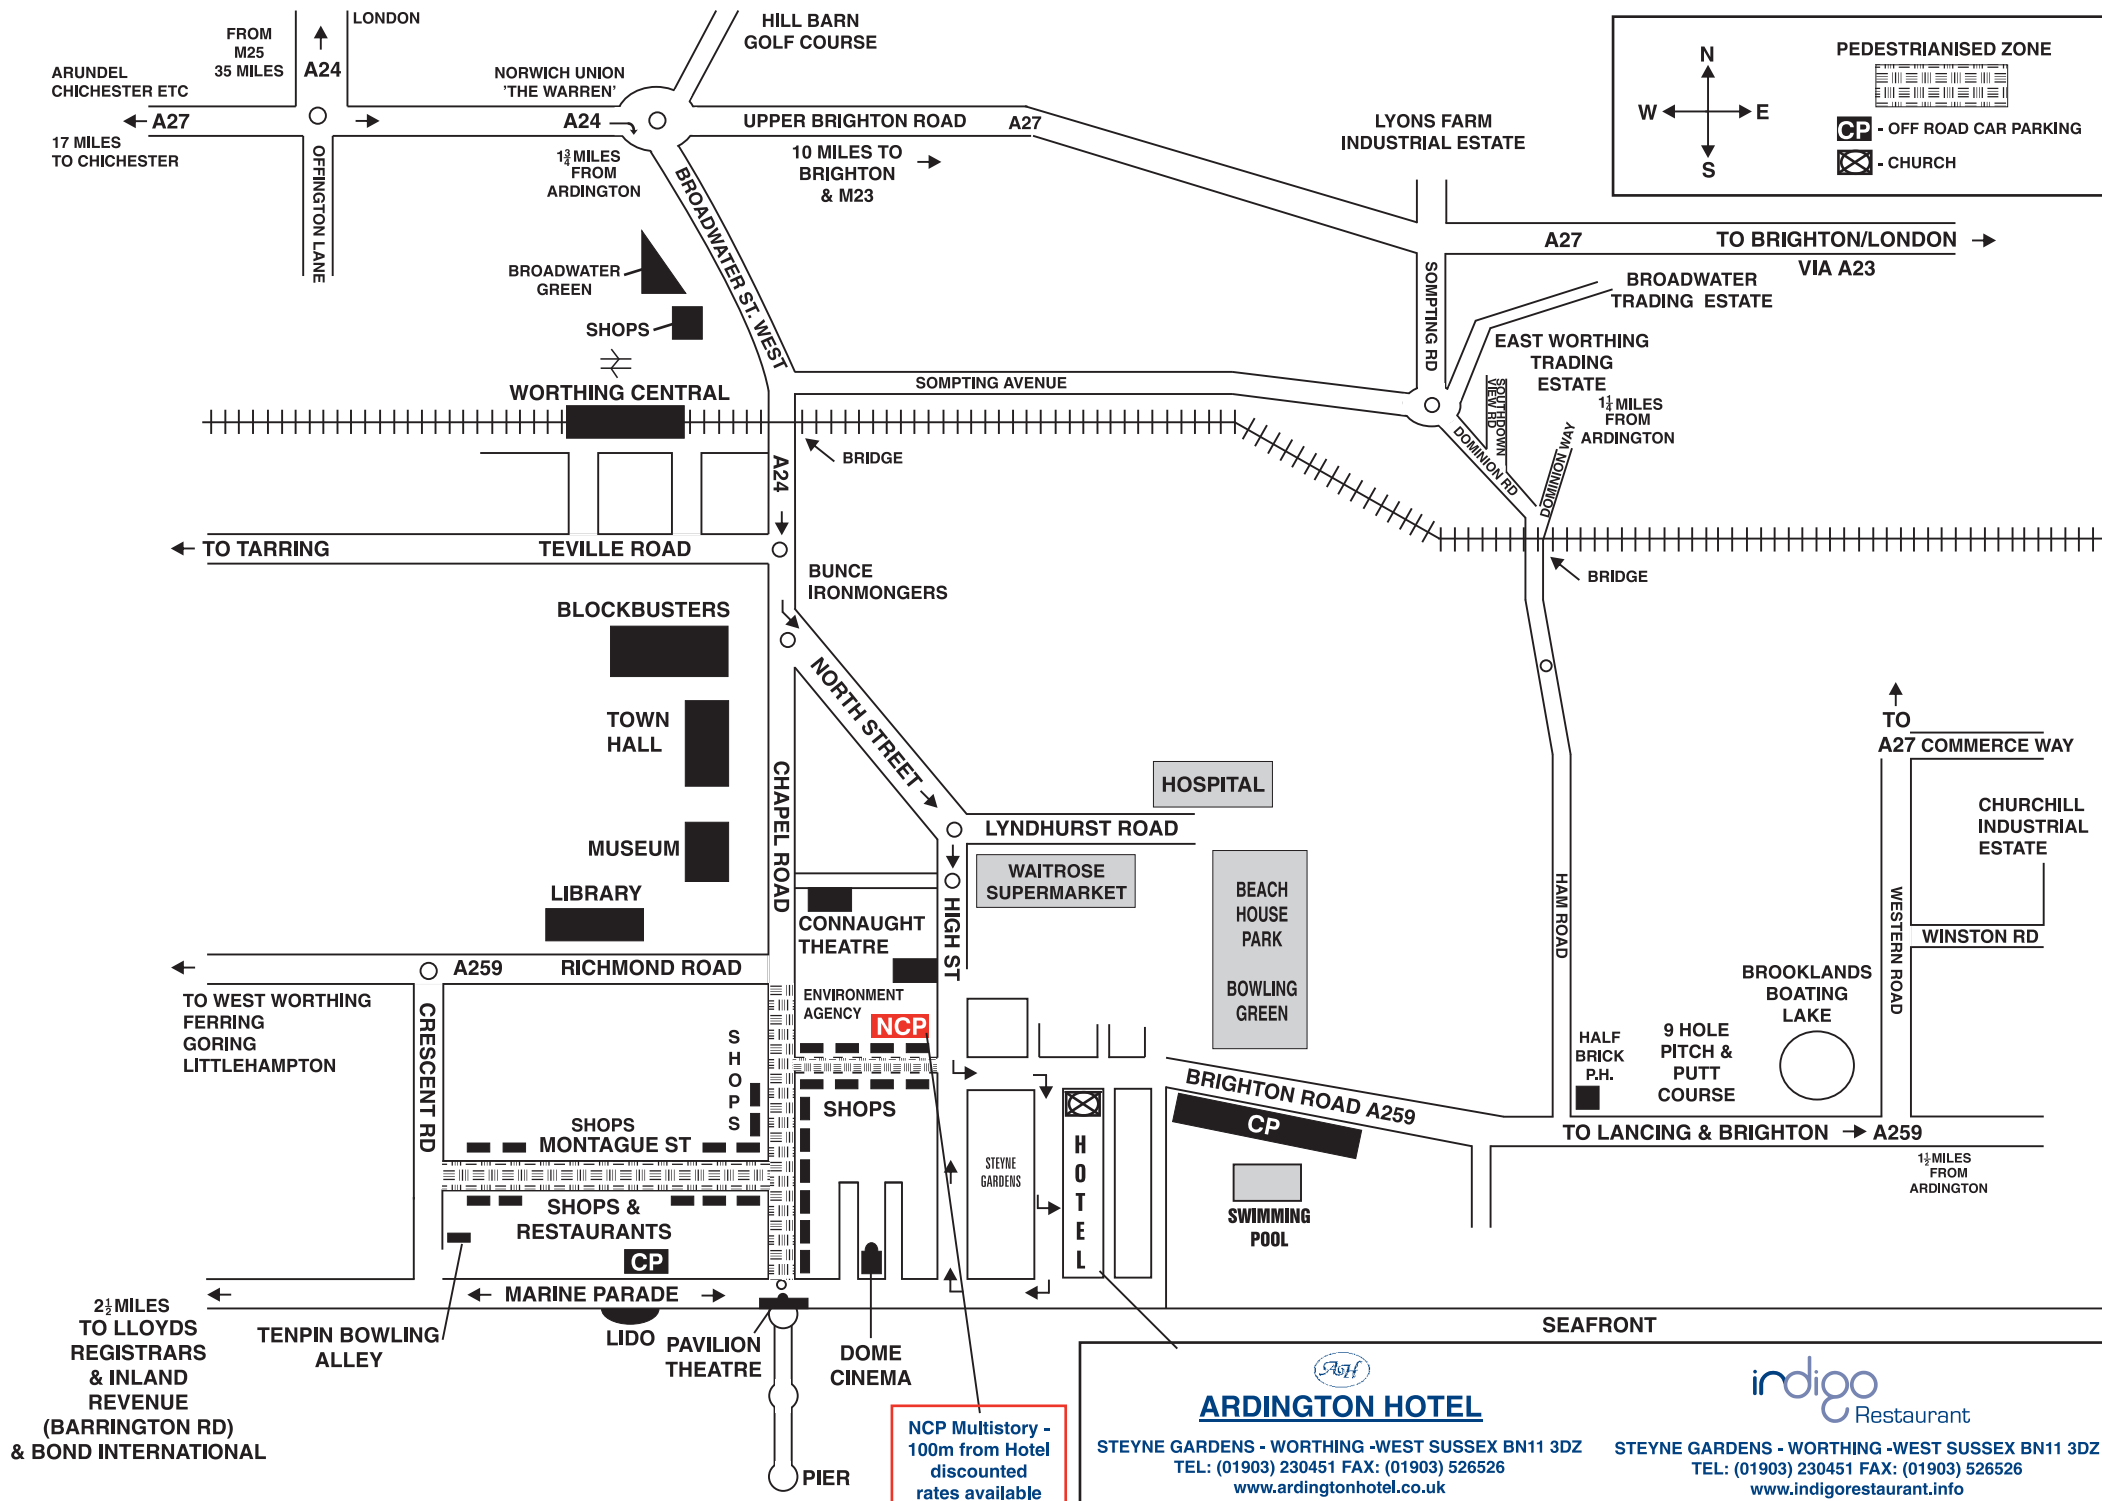 LONDON
FROM
M25
35 MILES
A24
ARUNDEL
CHICHESTER ETC
A27
17 MILES
TO CHICHESTER
OFFINGTON LANE
NORWICH UNION
'THE WARREN'
A24
1¾ MILES
FROM
ARDINGTON
HILL BARN
GOLF COURSE
UPPER BRIGHTON ROAD
A27
10 MILES TO
BRIGHTON
& M23
LYONS FARM
INDUSTRIAL ESTATE
N
W
E
S
PEDESTRIANISED ZONE
CP - OFF ROAD CAR PARKING
- CHURCH
A27
TO BRIGHTON/LONDON
VIA A23
BROADWATER ST. WEST
BROADWATER
GREEN
SHOPS
SOMPTING RD
BROADWATER
TRADING ESTATE
EAST WORTHING
TRADING
ESTATE
1¼ MILES
FROM
ARDINGTON
SOUTHDOWN
VIEW RD
DOMINION RD
DOMINION WAY
WORTHING CENTRAL
SOMPTING AVENUE
BRIDGE
A24
BRIDGE
TO TARRING
TEVILLE ROAD
BUNCE
IRONMONGERS
BLOCKBUSTERS
NORTH STREET
TOWN
HALL
CHAPEL ROAD
MUSEUM
LIBRARY
HOSPITAL
LYNDHURST ROAD
WAITROSE
SUPERMARKET
HIGH ST
CONNAUGHT
THEATRE
BEACH
HOUSE
PARK
BOWLING
GREEN
HAM ROAD
TO
A27
COMMERCE WAY
CHURCHILL
INDUSTRIAL
ESTATE
WESTERN ROAD
WINSTON RD
A259
RICHMOND ROAD
TO WEST WORTHING
FERRING
GORING
LITTLEHAMPTON
CRESCENT RD
ENVIRONMENT
AGENCY
NCP
SHOPS
SHOPS
BROOKLANDS
BOATING
LAKE
9 HOLE
PITCH &
PUTT
COURSE
HALF
BRICK
P.H.
BRIGHTON ROAD A259
CP
TO LANCING & BRIGHTON
A259
1½ MILES
FROM
ARDINGTON
SHOPS
MONTAGUE ST
SHOPS &
RESTAURANTS
CP
STEYNE
GARDENS
HOTEL
SWIMMING
POOL
MARINE PARADE
SEAFRONT
2½ MILES
TO LLOYDS
REGISTRARS
& INLAND
REVENUE
(BARRINGTON RD)
& BOND INTERNATIONAL
TENPIN BOWLING
ALLEY
LIDO
PAVILION
THEATRE
DOME
CINEMA
PIER
NCP Multistory -
100m from Hotel
discounted
rates available
AH
ARDINGTON HOTEL
STEYNE GARDENS - WORTHING -WEST SUSSEX BN11 3DZ
TEL: (01903) 230451 FAX: (01903) 526526
www.ardingtonhotel.co.uk
indigo
Restaurant
STEYNE GARDENS - WORTHING -WEST SUSSEX BN11 3DZ
TEL: (01903) 230451 FAX: (01903) 526526
www.indigorestaurant.info